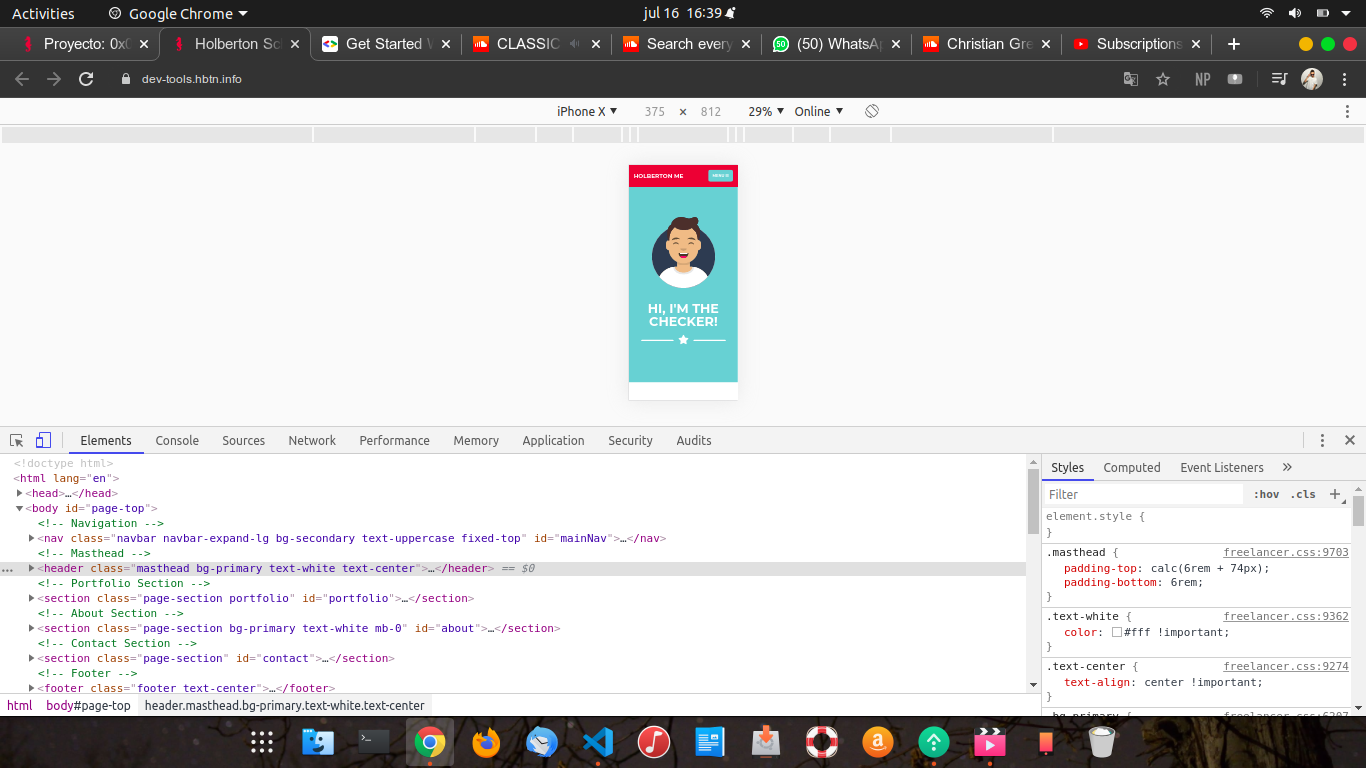 Activities
Google Chrome
jul 16 16:39
Proyecto: 0x0
Holberton Sc
Get Started
CLASSIC
Search every
(50) WhatsAp
Christian Gre
Subscriptions
dev-tools.hbtn.info
NP
iPhone X
375 × 812
29%
Online
HOLBERTON ME
HI, I'M THE
CHECKER!
Elements
Console
Sources
Network
Performance
Memory
Application
Security
Audits
<!doctype html>
<html lang="en">
<head>…</head>
<body id="page-top">
<!-- Navigation -->
<nav class="navbar navbar-expand-lg bg-secondary text-uppercase fixed-top" id="mainNav">…</nav>
<!-- Masthead -->
<header class="masthead bg-primary text-white text-center">…</header> == $0
<!-- Portfolio Section -->
<section class="page-section portfolio" id="portfolio">…</section>
<!-- About Section -->
<section class="page-section bg-primary text-white mb-0" id="about">…</section>
<!-- Contact Section -->
<section class="page-section" id="contact">…</section>
<!-- Footer -->
<footer class="footer text-center">…</footer>
html
body#page-top
header.masthead.bg-primary.text-white.text-center
Styles
Computed
Event Listeners
»
Filter
:hov
.cls
+
element.style {
}
.masthead {
freelancer.css:9703
padding-top: calc(6rem + 74px);
padding-bottom: 6rem;
}
.text-white {
freelancer.css:9362
color: #fff !important;
}
.text-center {
freelancer.css:9274
text-align: center !important;
}